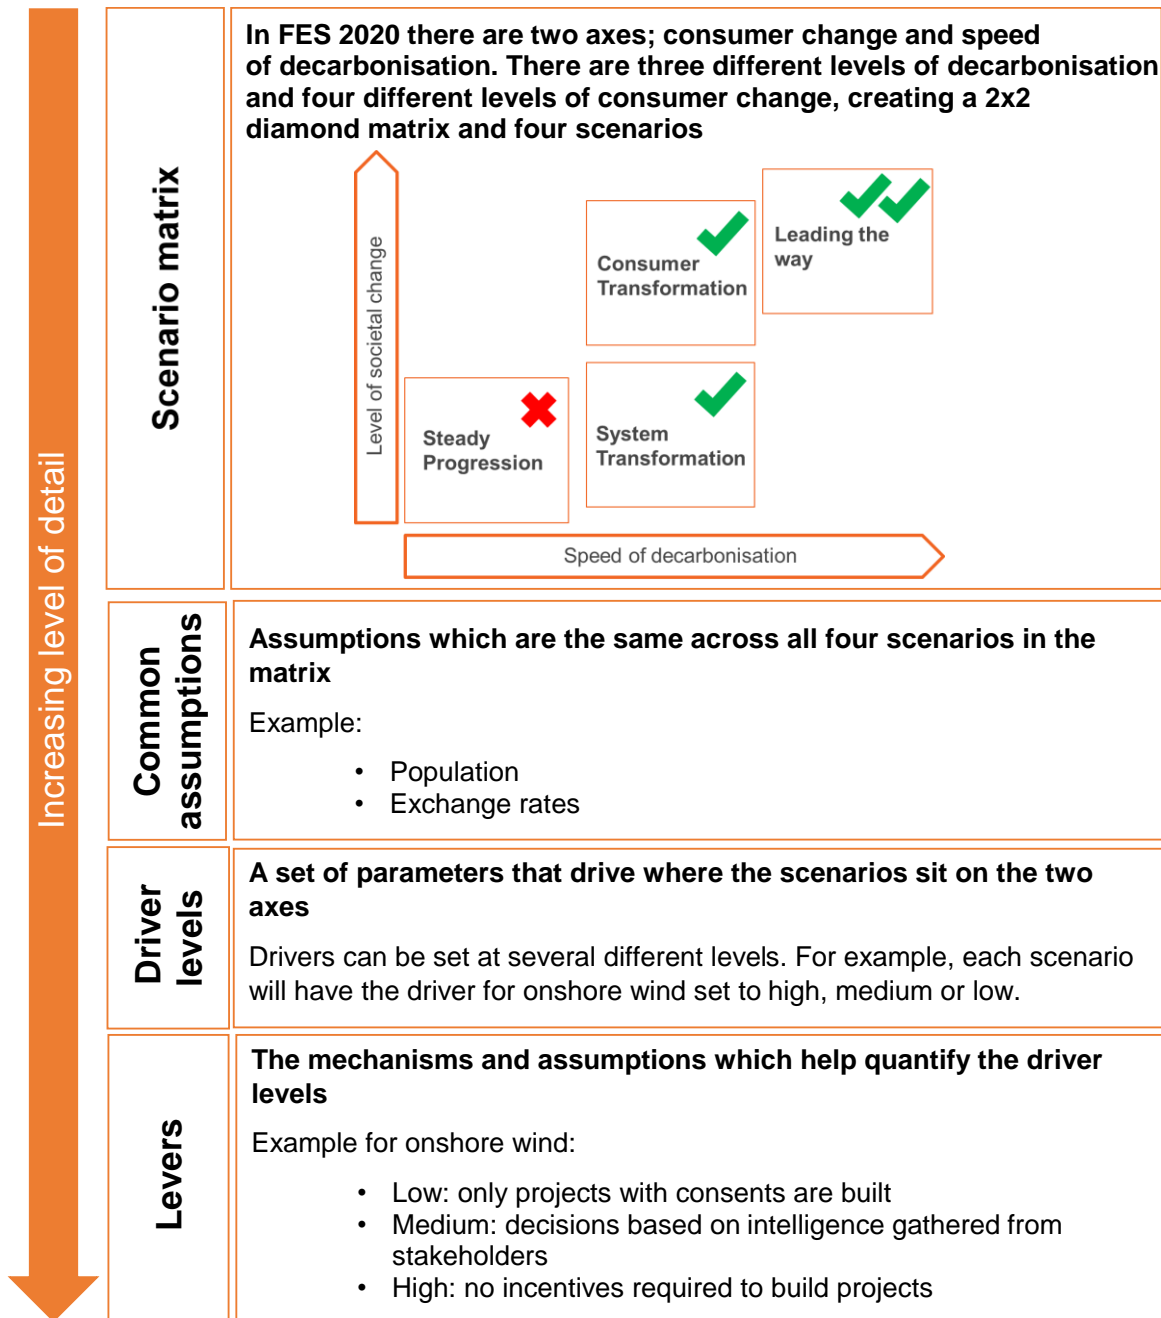 Increasing level of detail
Scenario matrix
In FES 2020 there are two axes; consumer change and speed
of decarbonisation. There are three different levels of decarbonisation
and four different levels of consumer change, creating a 2x2
diamond matrix and four scenarios
Level of societal change
Leading the
way
Consumer
Transformation
Steady
Progression
System
Transformation
Speed of decarbonisation
Common
assumptions
Assumptions which are the same across all four scenarios in the
matrix
Example:
• Population
• Exchange rates
Driver
levels
A set of parameters that drive where the scenarios sit on the two
axes
Drivers can be set at several different levels. For example, each scenario
will have the driver for onshore wind set to high, medium or low.
Levers
The mechanisms and assumptions which help quantify the driver
levels
Example for onshore wind:
• Low: only projects with consents are built
• Medium: decisions based on intelligence gathered from
stakeholders
• High: no incentives required to build projects